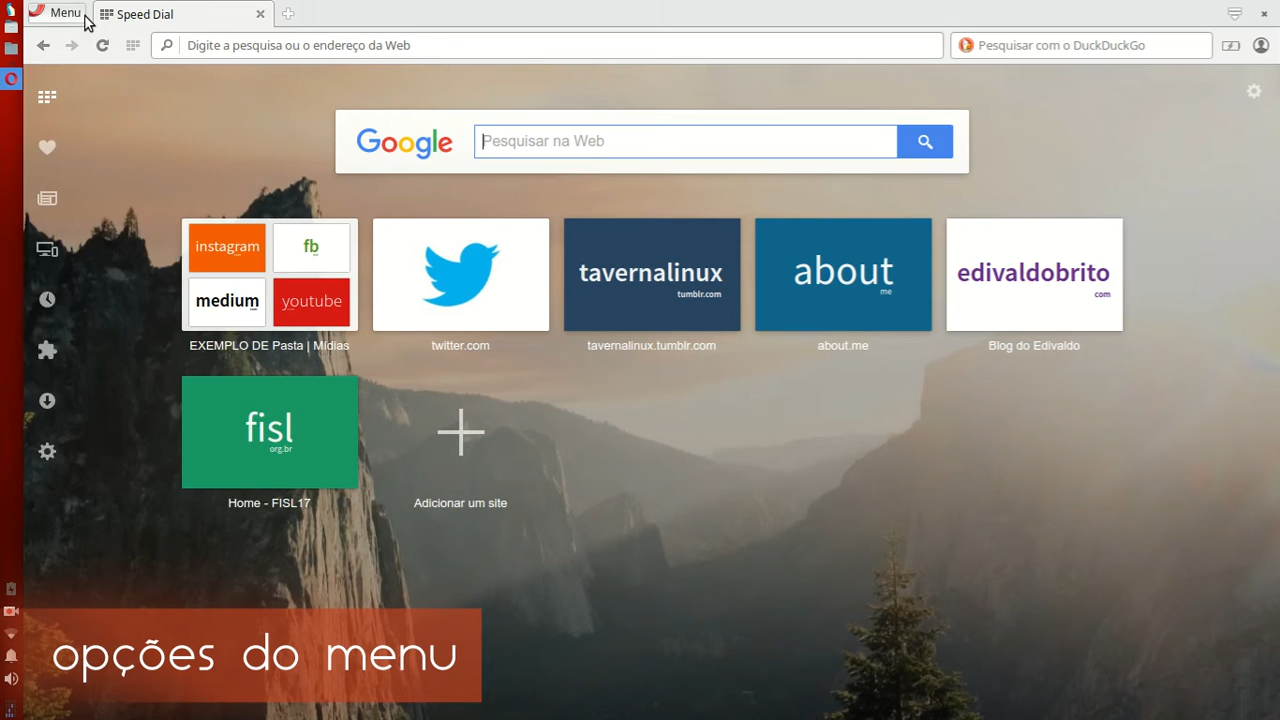 Menu
Speed Dial
Digite a pesquisa ou o endereço da Web
Pesquisar com o DuckDuckGo
Google
Pesquisar na Web
instagram
fb
medium
youtube
EXEMPLO DE Pasta | Mídias
twitter.com
tavernalinux
tumblr.com
tavernalinux.tumblr.com
about
me
about.me
edivaldobrito
com
Blog do Edivaldo
fisl
org.br
Home - FISL17
Adicionar um site
opções do menu